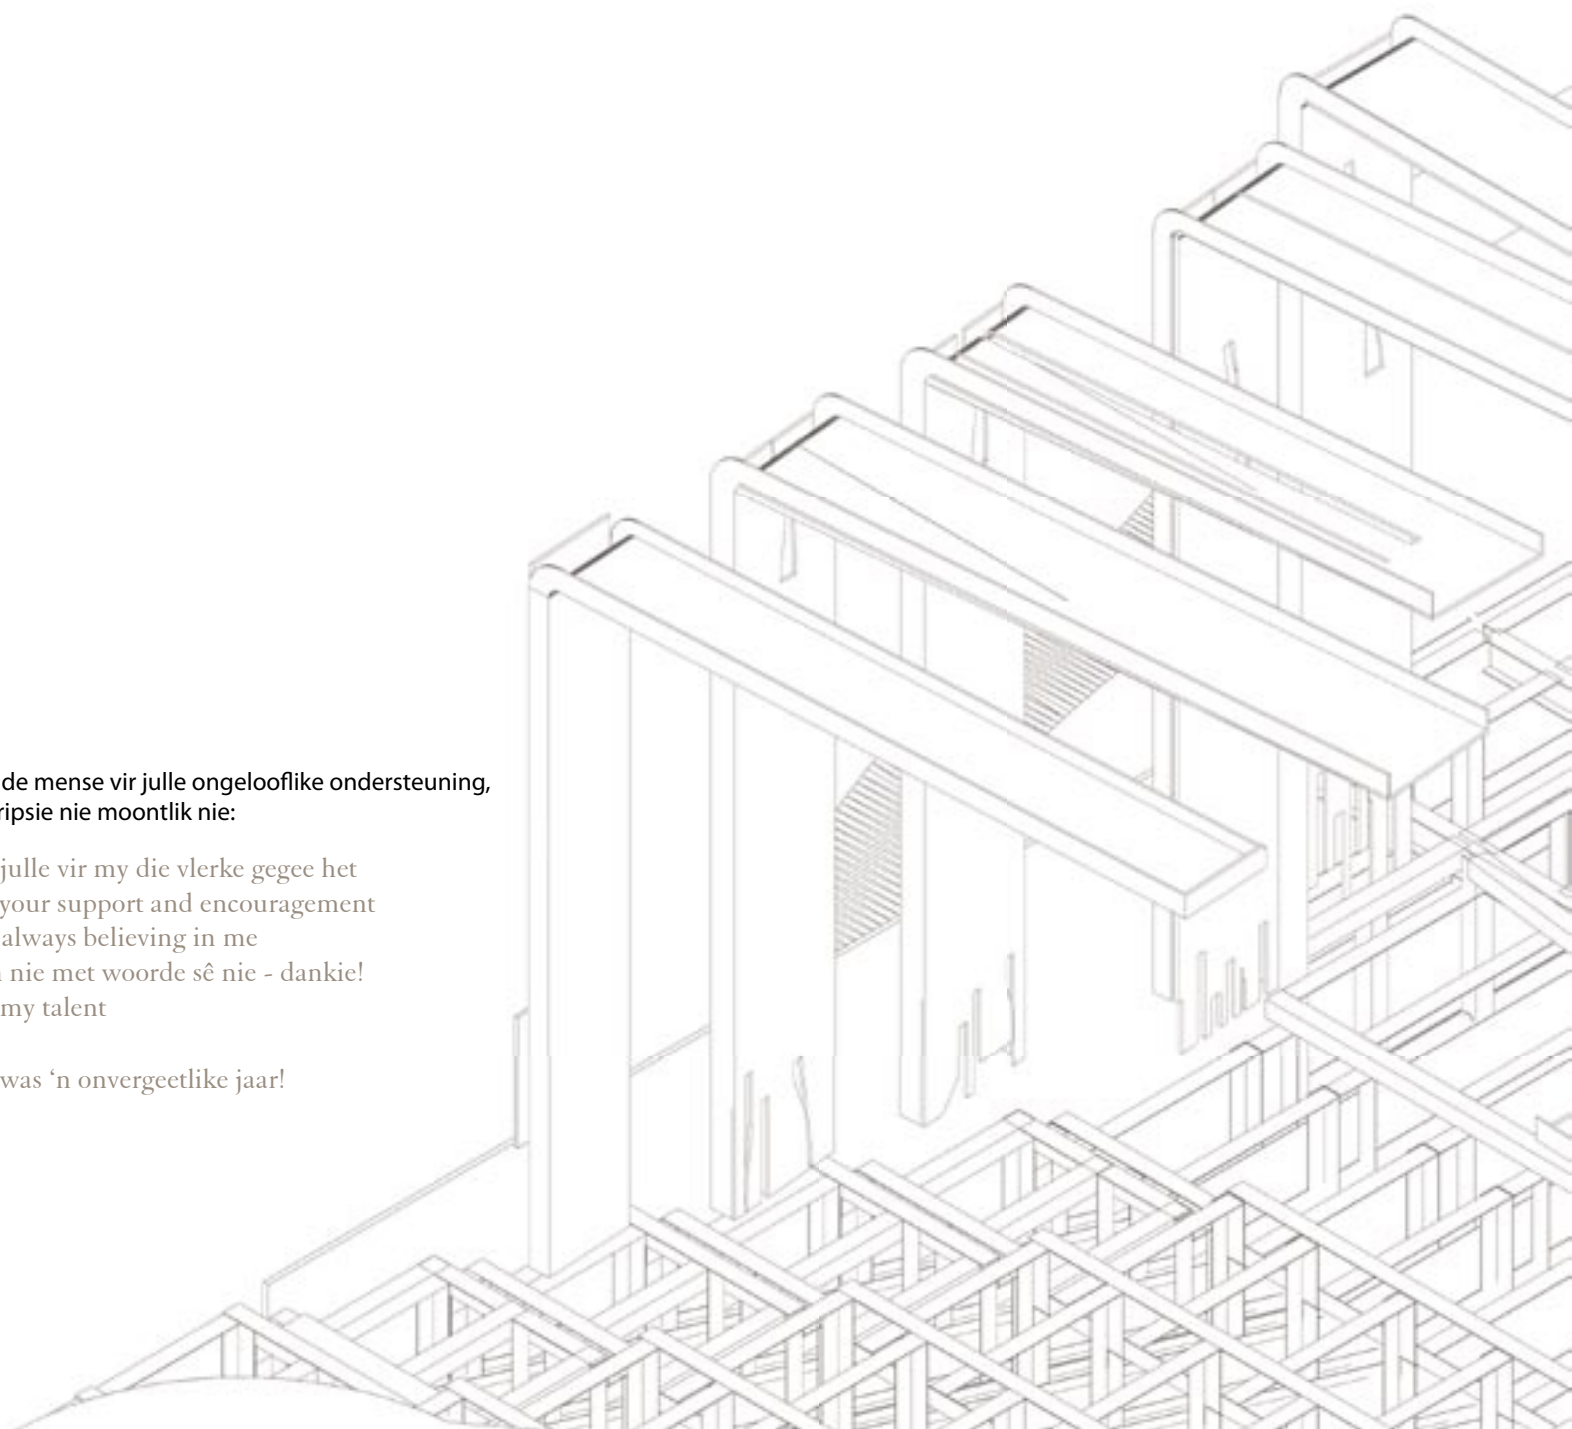 de mense vir julle ongelooflike ondersteuning,
ripsie nie moontlik nie:
julle vir my die vlerke gegee het
your support and encouragement
always believing in me
nie met woorde sê nie - dankie!
my talent
was ‘n onvergeetlike jaar!